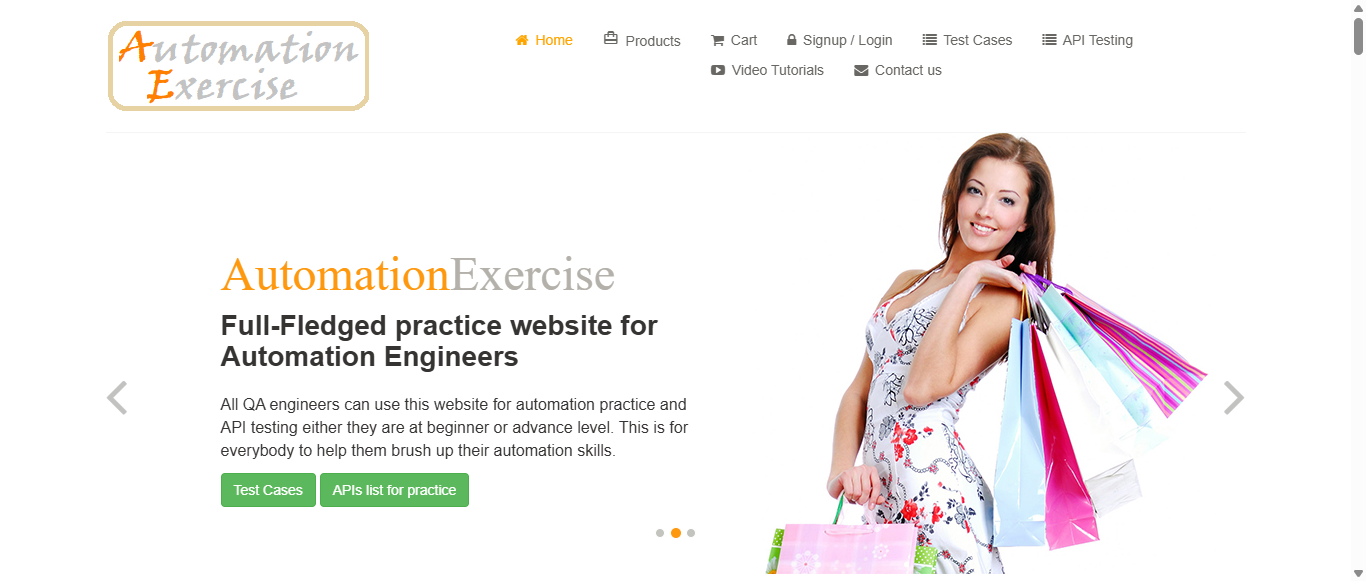 Automation
Exercise
Home Products Cart Signup / Login Test Cases API Testing
Video Tutorials Contact us
AutomationExercise
Full-Fledged practice website for
Automation Engineers
All QA engineers can use this website for automation practice and
API testing either they are at beginner or advance level. This is for
everybody to help them brush up their automation skills.
Test Cases APIs list for practice